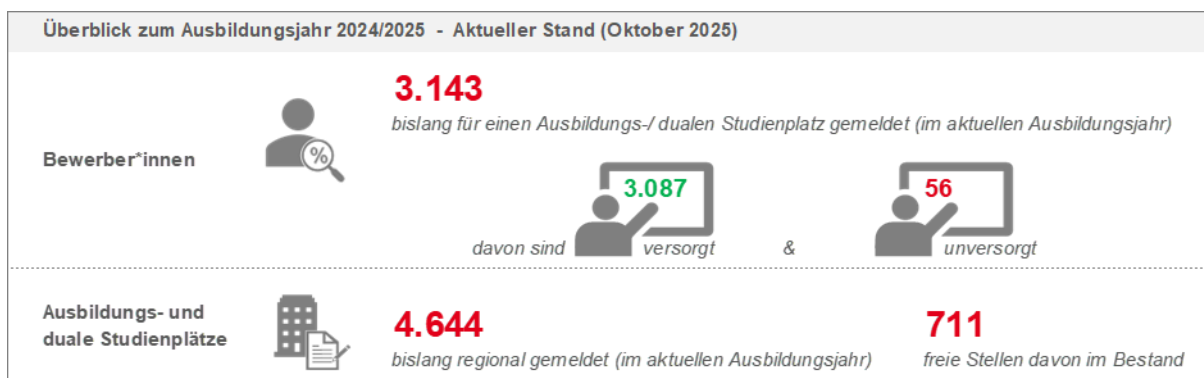 Überblick zum Ausbildungsjahr 2024/2025 - Aktueller Stand (Oktober 2025)
3.143
bislang für einen Ausbildungs-/ dualen Studienplatz gemeldet (im aktuellen Ausbildungsjahr)
Bewerber*innen
%
3.087
56
davon sind versorgt & unversorgt
Ausbildungs- und
duale Studienplätze
4.644
711
bislang regional gemeldet (im aktuellen Ausbildungsjahr)
freie Stellen davon im Bestand